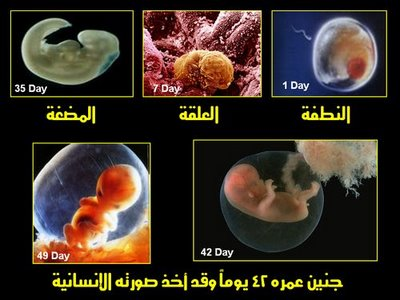 1 Day
7 Day
35 Day
النطفة
العلقة
المضغة
42 Day
49 Day
جنين عمره ٤٢ يوماً وقد أخذ صورته الانسانية